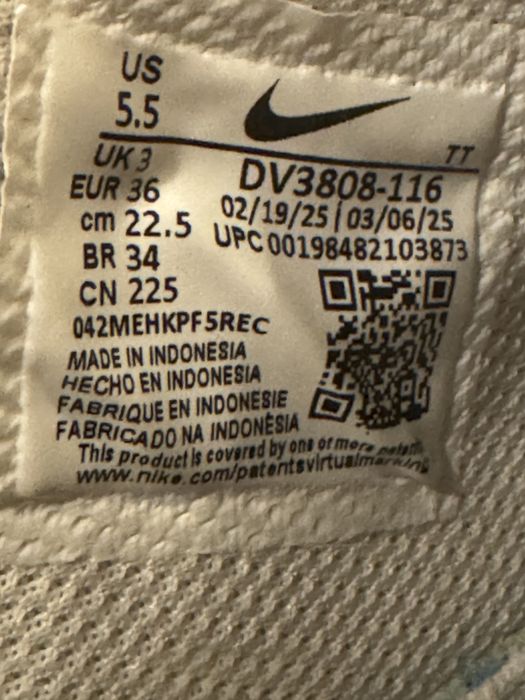 US
5.5
UK 3
EUR 36
cm 22.5
BR 34
CN 225
TT
DV3808-116
02/19/25 | 03/06/25
UPC 00198482103873
042MEHKPF5REC
MADE IN INDONESIA
HECHO EN INDONESIA
FABRIQUE EN INDONESIE
FABRICADO NA INDONÉSIA
This product is covered by one or more patents
www.nike.com/patentsvirtualmarking